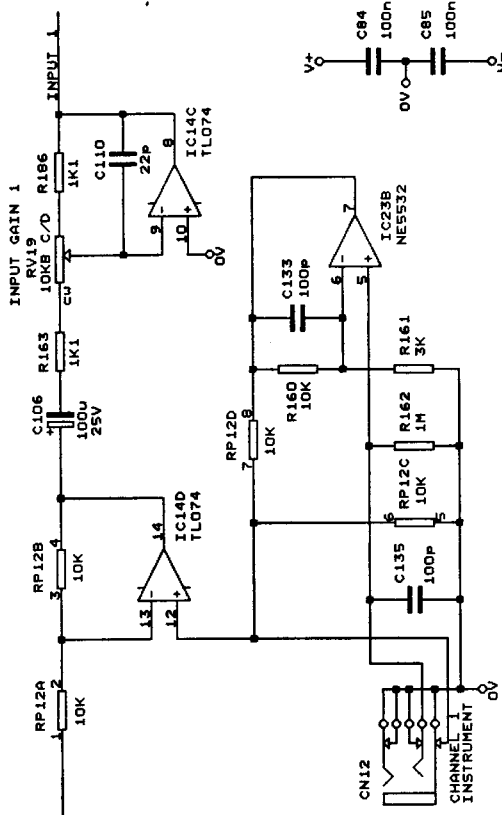 INPUT 1
INPUT GAIN 1
RV19
10KB C/D
CW
R186
1K1
R163
1K1
C106
100u
25V
+
C110
22p
8
9
10
-
+
IC14C
TL074
0V
RP12A
10K
1
2
RP12B
10K
3
4
14
13
12
-
+
IC14D
TL074
RP12D
10K
7
8
C133
100p
R160
10K
7
6
5
-
+
IC23B
NE5532
R161
3K
R162
1M
RP12C
10K
6
5
C135
100p
CN12
CHANNEL 1
INSTRUMENT
0V
V+
C84
100n
0V
C85
100n
V-